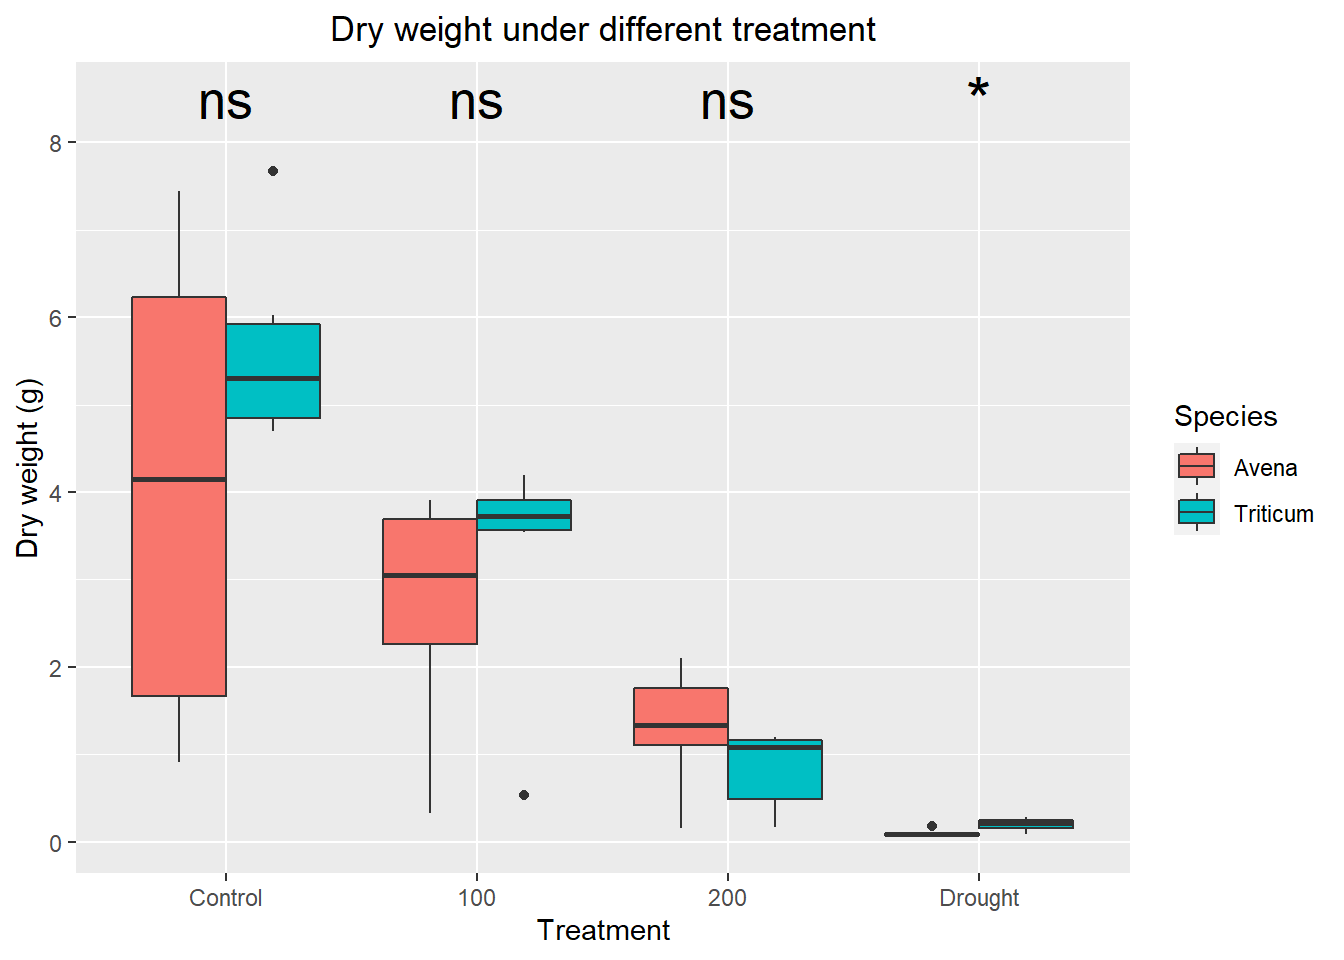 Dry weight under different treatment
ns ns ns *
8
6
4
2
0
Dry weight (g)
Control 100 200 Drought
Treatment
Species
Avena
Triticum